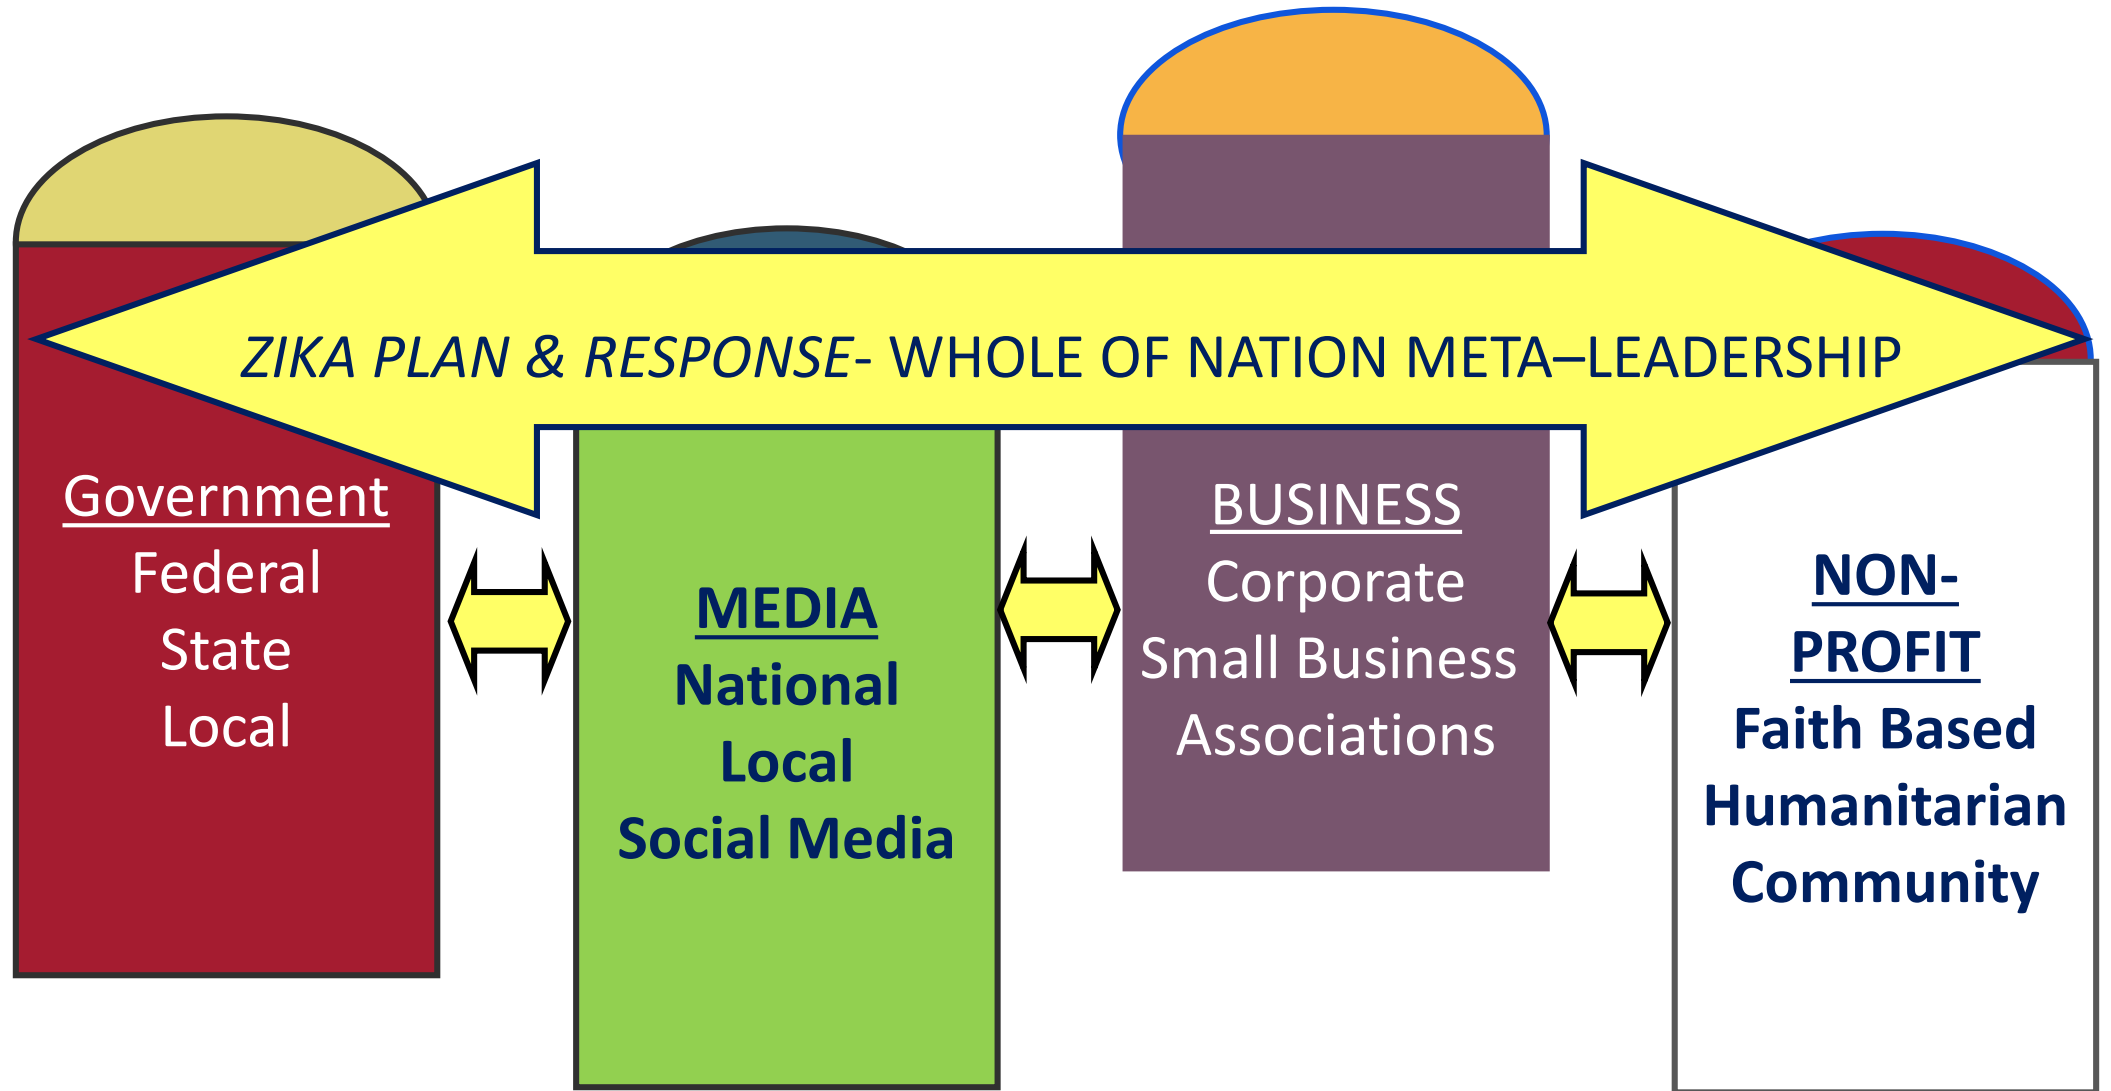 ZIKA PLAN & RESPONSE- WHOLE OF NATION META–LEADERSHIP
Government
Federal
State
Local
MEDIA
National
Local
Social Media
BUSINESS
Corporate
Small Business
Associations
NON-
PROFIT
Faith Based
Humanitarian
Community